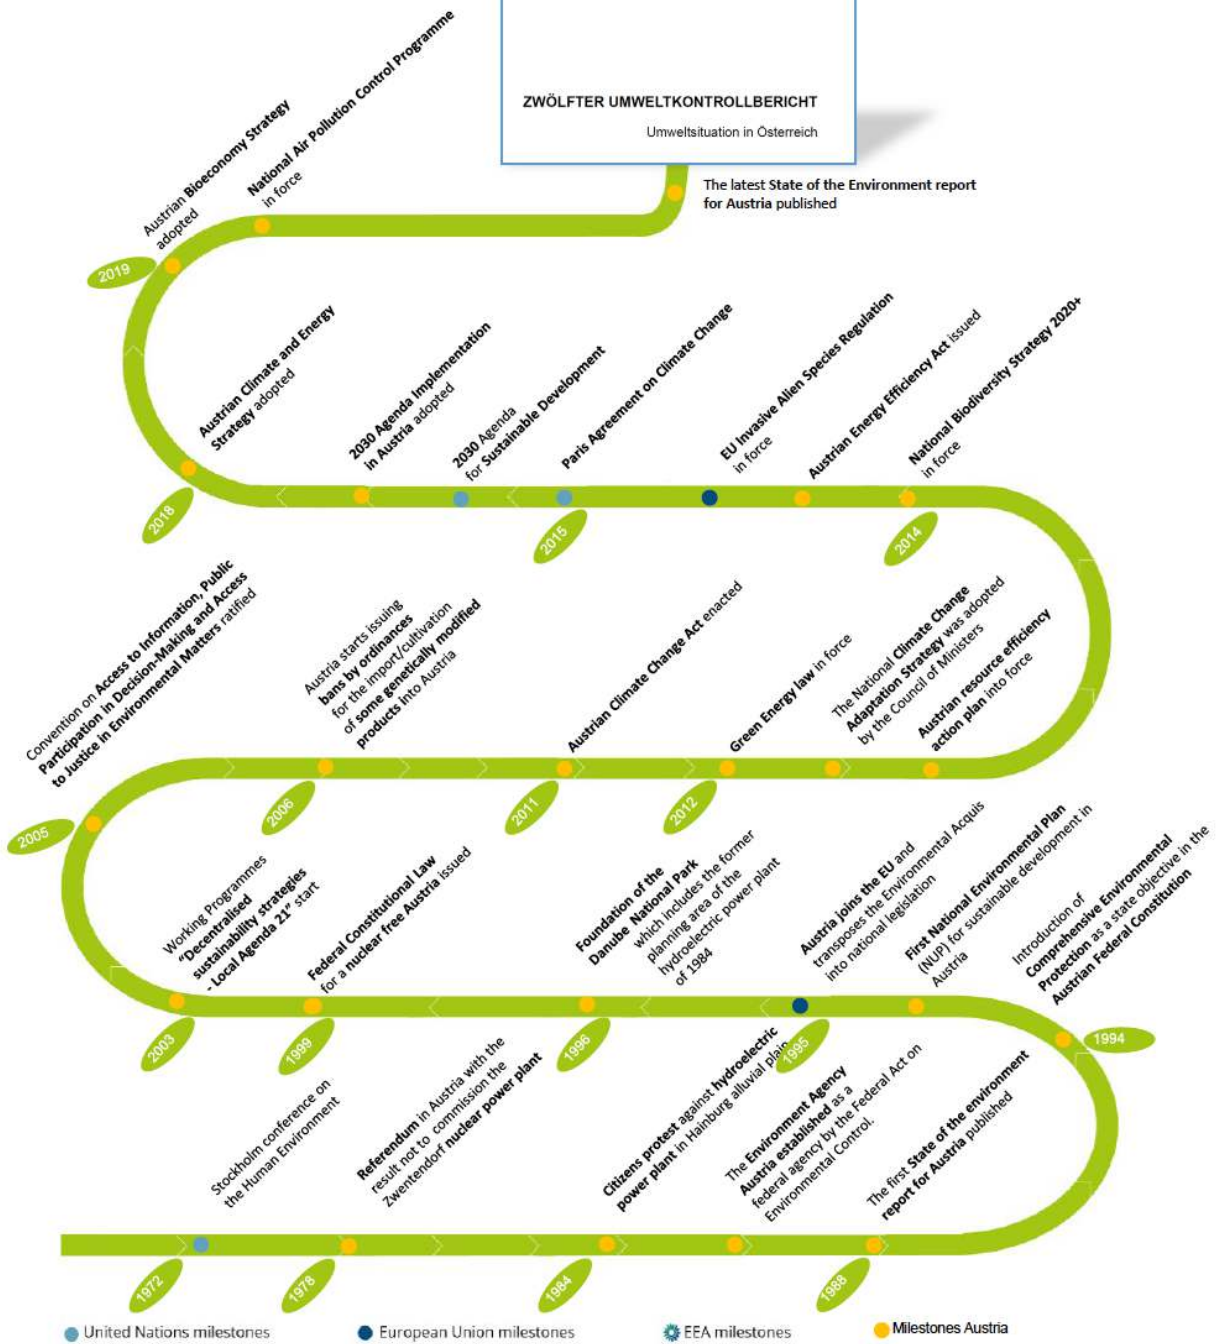 ZWÖLFTER UMWELTKONTROLLBERICHT
Umweltsituation in Österreich
The latest State of the Environment report
for Austria published
Austrian Bioeconomy Strategy
adopted
National Air Pollution Control Programme
in force
2019
Austrian Climate and Energy
Strategy adopted
2030 Agenda Implementation
in Austria adopted
2030 Agenda
for Sustainable Development
Paris Agreement on Climate Change
EU Invasive Alien Species Regulation
in force
Austrian Energy Efficiency Act issued
National Biodiversity Strategy 2020+
in force
2018
2015
2014
Convention on Access to Information, Public
Participation in Decision-Making and Access
to Justice in Environmental Matters ratified
Austria starts issuing
bans by ordinances
for the import/cultivation
of some genetically modified
products into Austria
Austrian Climate Change Act enacted
Green Energy law in force
The National Climate Change
Adaptation Strategy was adopted
by the Council of Ministers
Austrian resource efficiency
action plan into force
2005
2006
2011
2012
Working Programmes
"Decentralised
sustainability strategies
- Local Agenda 21" start
Federal Constitutional Law
for a nuclear free Austria issued
Foundation of the
Danube National Park
which includes the former
planning area of the
hydroelectric power plant
of 1984
Austria joins the EU and
transposes the Environmental Acquis
into national legislation
First National Environmental Plan
(NUP) for sustainable development in
Austria
Introduction of
Comprehensive Environmental
Protection as a state objective in the
Austrian Federal Constitution
2003
1999
1996
1995
1994
Stockholm conference on
the Human Environment
Referendum in Austria with the
result not to commission the
Zwentendorf nuclear power plant
Citizens protest against hydroelectric
power plant in Hainburg alluvial plain
The Environment Agency
Austria established as a
federal agency by the Federal Act on
Environmental Control.
The first State of the environment
report for Austria published
1972
1978
1984
1988
United Nations milestones
European Union milestones
EEA milestones
Milestones Austria